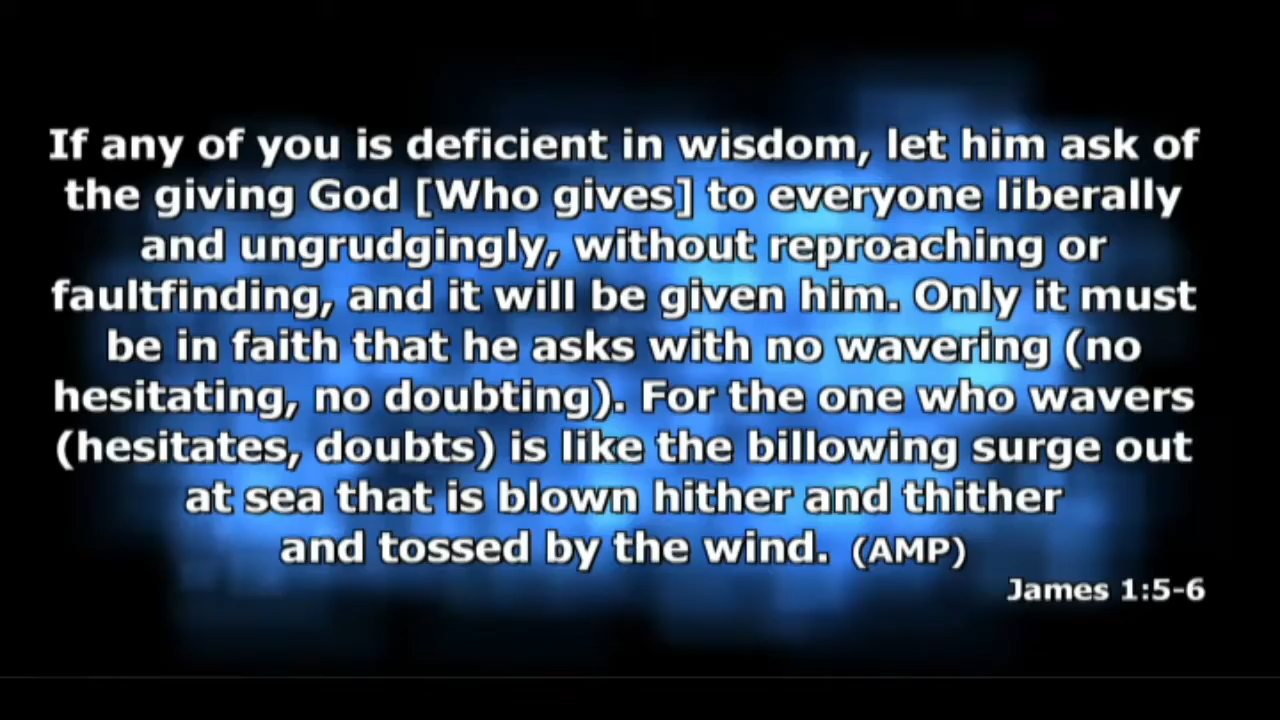 If any of you is deficient in wisdom, let him ask of
the giving God [Who gives] to everyone liberally
and ungrudgingly, without reproaching or
faultfinding, and it will be given him. Only it must
be in faith that he asks with no wavering (no
hesitating, no doubting). For the one who wavers
(hesitates, doubts) is like the billowing surge out
at sea that is blown hither and thither
and tossed by the wind. (AMP)
James 1:5-6